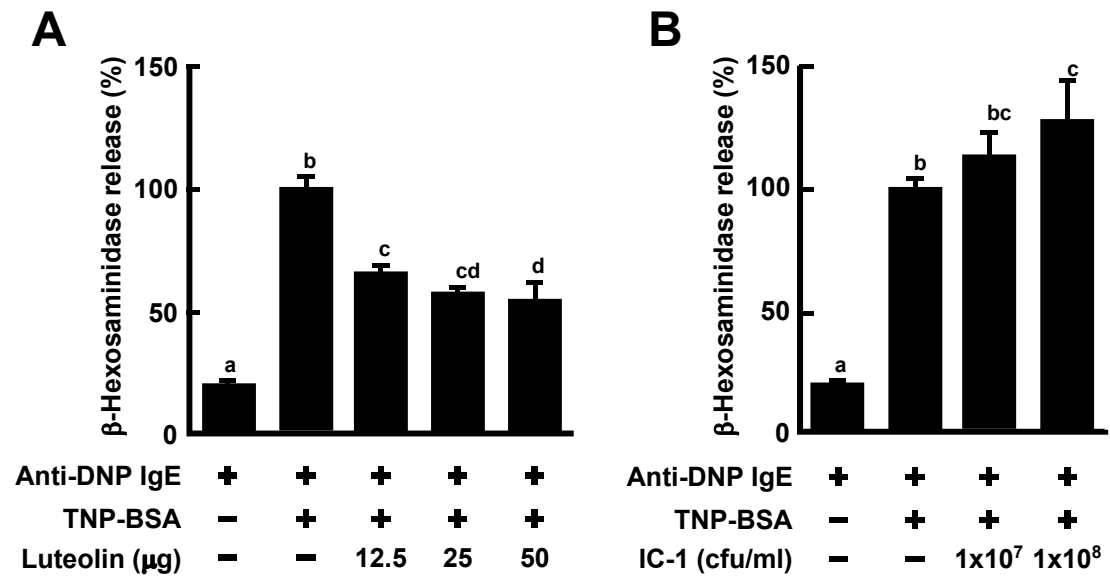 A
β-Hexosaminidase release (%)
150
100
50
0
a
b
c
cd
d
Anti-DNP IgE + + + + +
TNP-BSA – + + + +
Luteolin (μg) – – 12.5 25 50
B
β-Hexosaminidase release (%)
150
100
50
0
a
b
bc
c
Anti-DNP IgE + + + +
TNP-BSA – + + +
IC-1 (cfu/ml) – – 1x10⁷ 1x10⁸